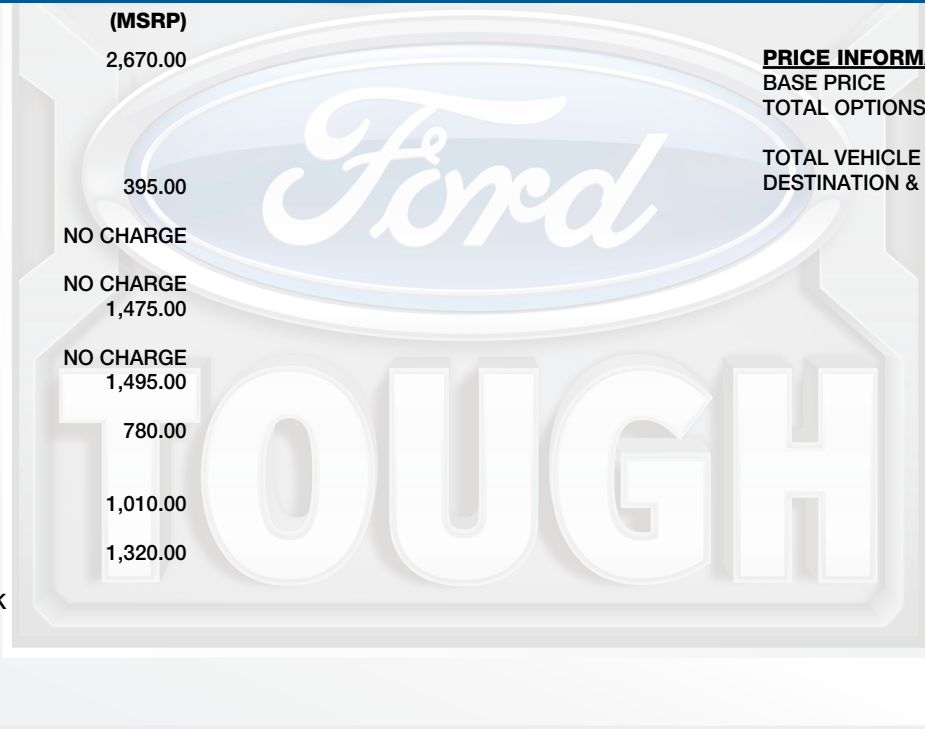 (MSRP)
2,670.00
395.00
NO CHARGE
NO CHARGE
1,475.00
NO CHARGE
1,495.00
780.00
1,010.00
1,320.00
K
PRICE INFORMA
BASE PRICE
TOTAL OPTIONS
TOTAL VEHICLE
DESTINATION &
Ford
TOUGH